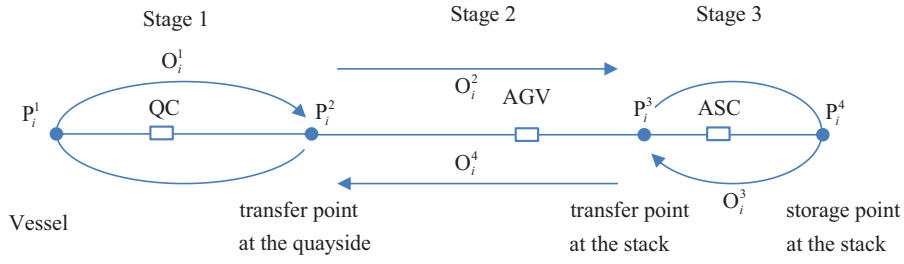 Stage 1
Stage 2
Stage 3
O_i^1
O_i^2
P_i^1
QC
P_i^2
AGV
P_i^3
ASC
P_i^4
O_i^4
O_i^3
Vessel
transfer point
at the quayside
transfer point
at the stack
storage point
at the stack